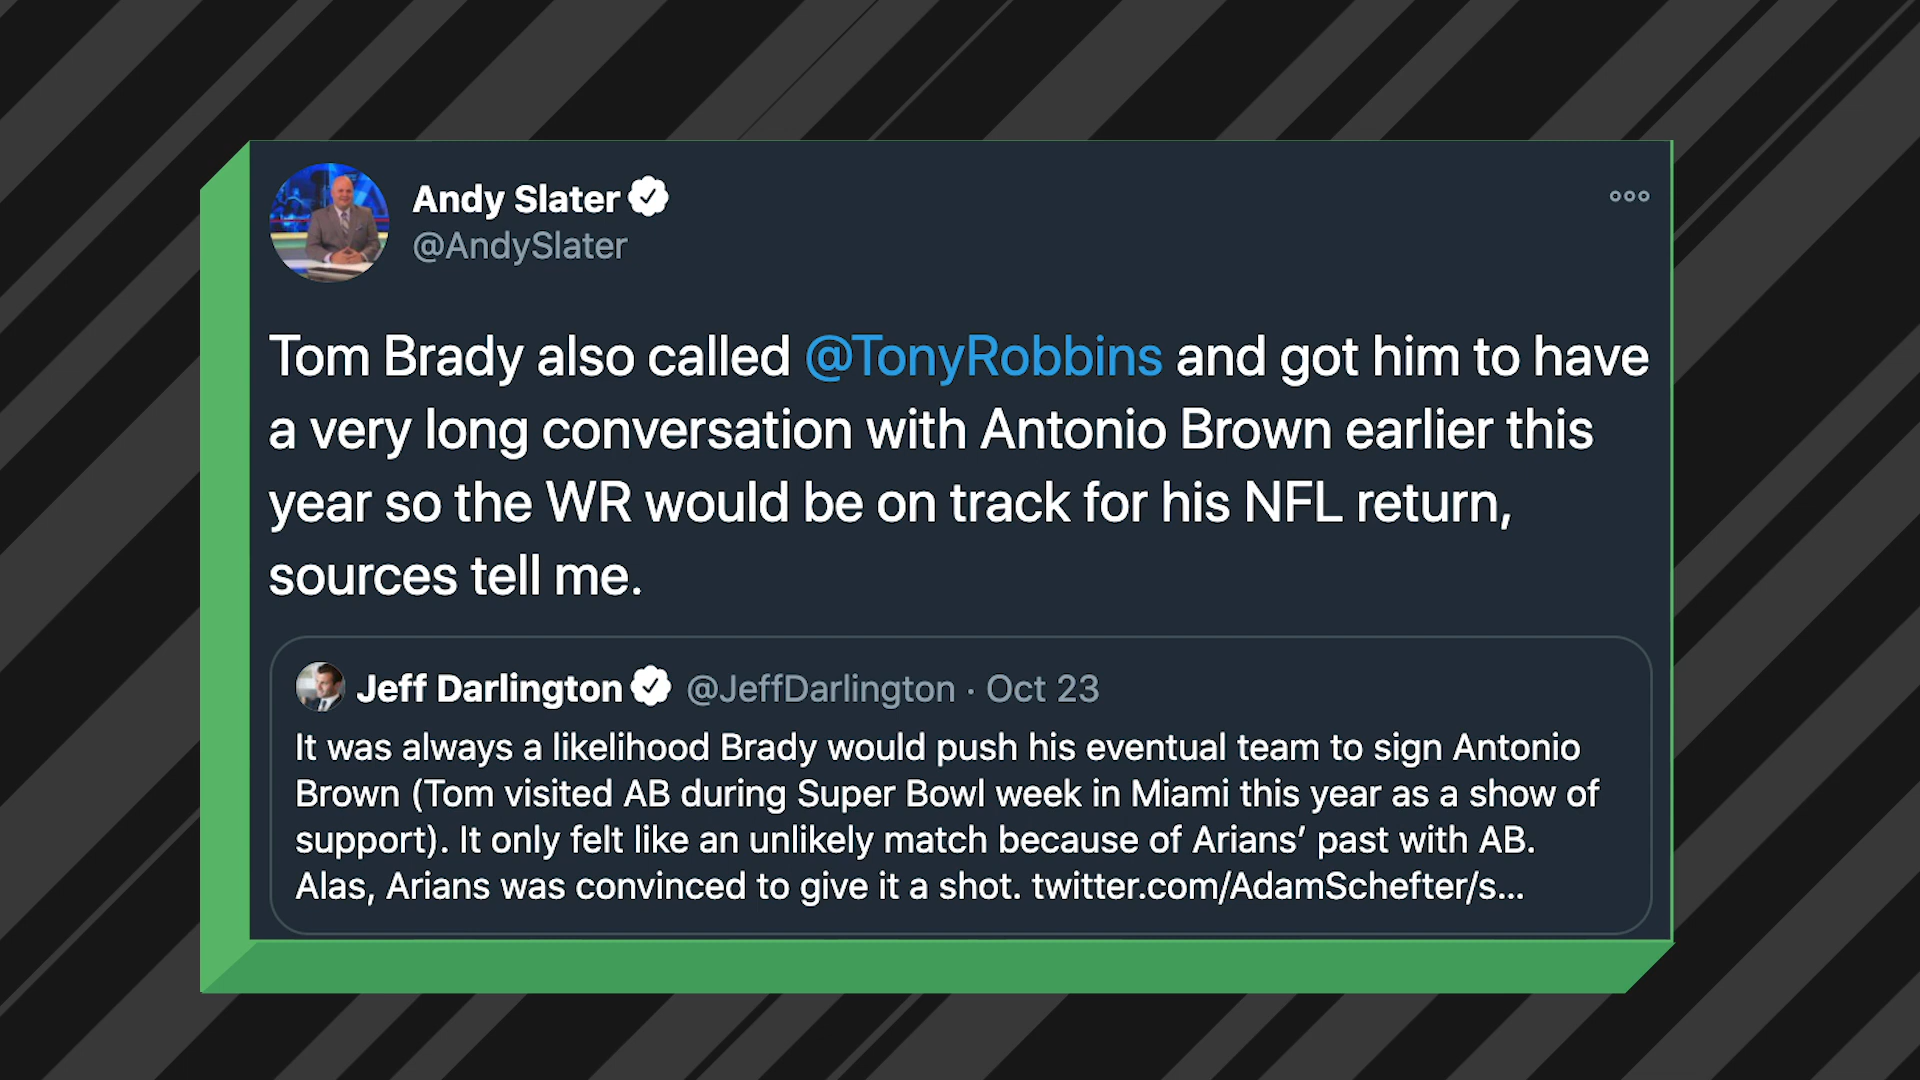 Andy Slater
@AndySlater
Tom Brady also called @TonyRobbins and got him to have
a very long conversation with Antonio Brown earlier this
year so the WR would be on track for his NFL return,
sources tell me.
Jeff Darlington @JeffDarlington · Oct 23
It was always a likelihood Brady would push his eventual team to sign Antonio
Brown (Tom visited AB during Super Bowl week in Miami this year as a show of
support). It only felt like an unlikely match because of Arians’ past with AB.
Alas, Arians was convinced to give it a shot. twitter.com/AdamSchefter/s...